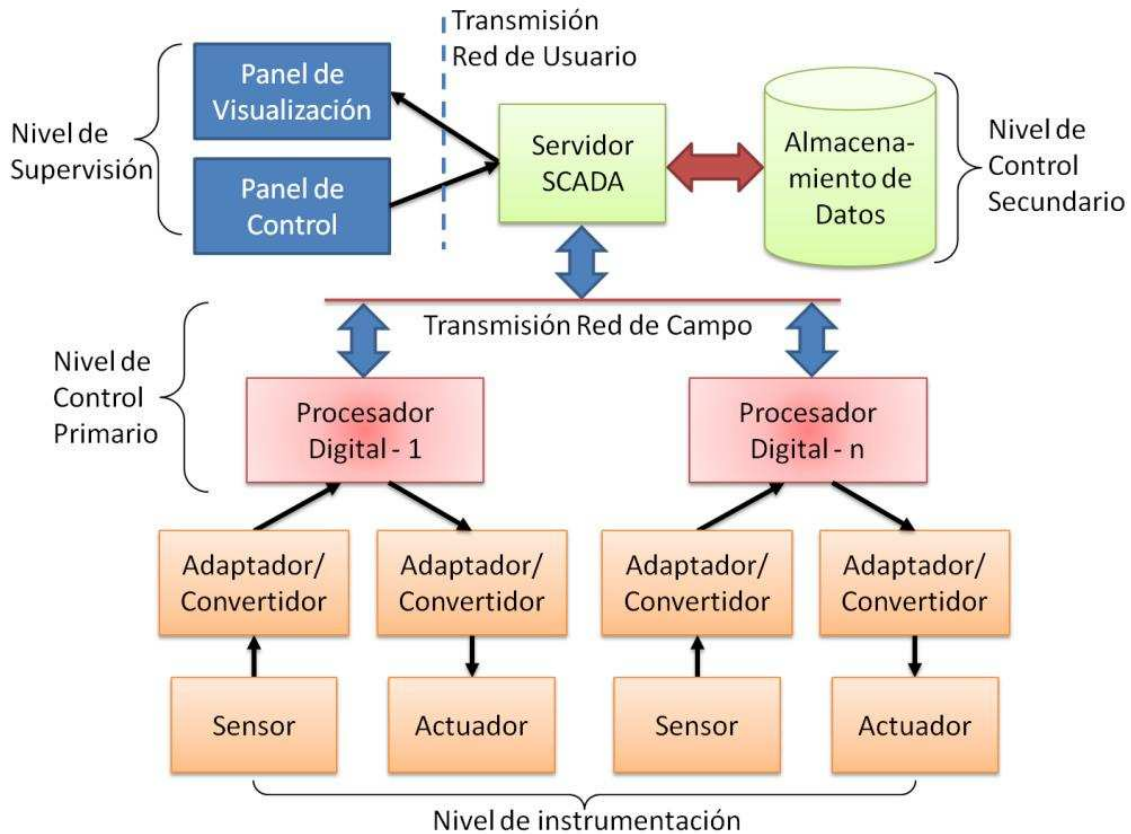 Transmisión
Red de Usuario
Panel de
Visualización
Nivel de
Supervisión
Panel de
Control
Servidor
SCADA
Almacena-
miento de
Datos
Nivel de
Control
Secundario
Transmisión Red de Campo
Nivel de
Control
Primario
Procesador
Digital - 1
Procesador
Digital - n
Adaptador/
Convertidor
Adaptador/
Convertidor
Adaptador/
Convertidor
Adaptador/
Convertidor
Sensor
Actuador
Sensor
Actuador
Nivel de instrumentación